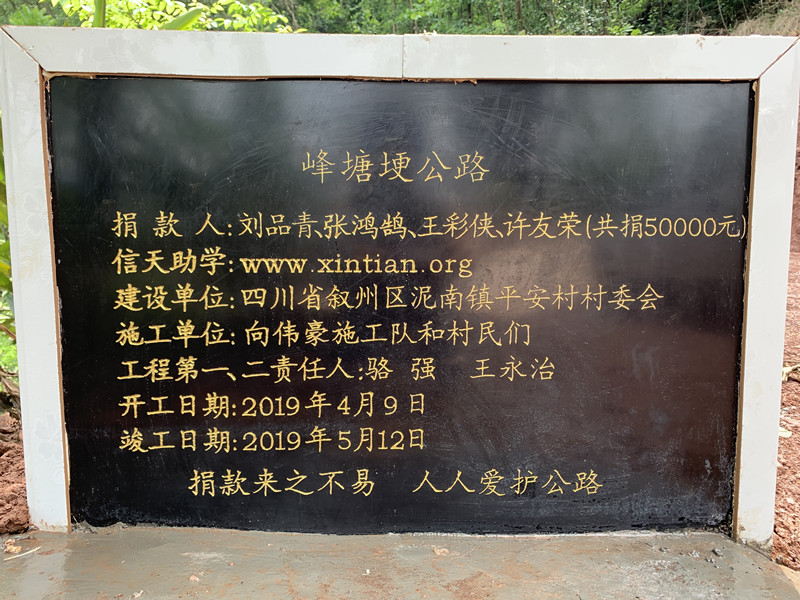 峰塘埂公路
捐 款 人:刘品青、张鸿鹄、王彩侠、许友荣(共捐50000元)
信天助学:www.xintian.org
建设单位:四川省叙州区泥南镇平安村村委会
施工单位:向伟豪施工队和村民们
工程第一、二责任人:骆 强 王永治
开工日期:2019年4月9日
竣工日期:2019年5月12日
捐款来之不易 人人爱护公路